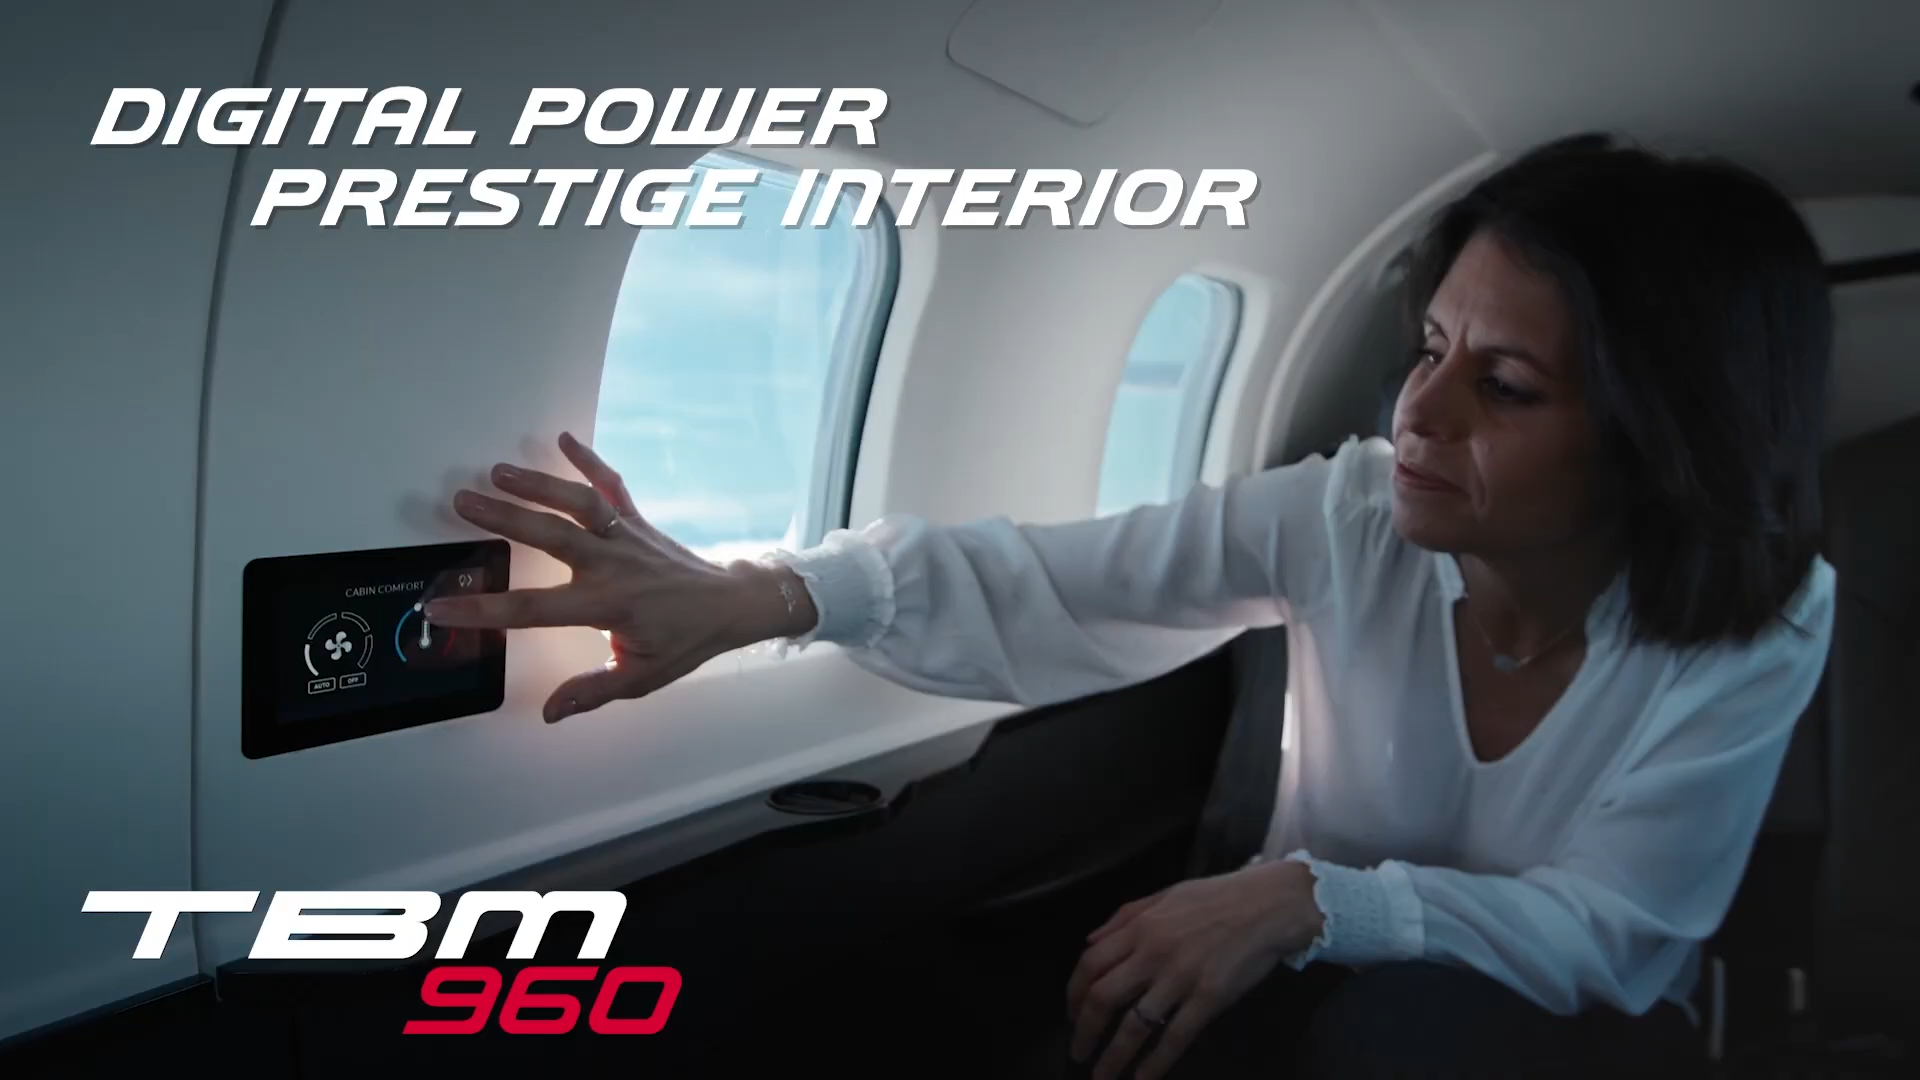 DIGITAL POWER
PRESTIGE INTERIOR
CABIN COMFORT
AUTO OFF
TBM
960